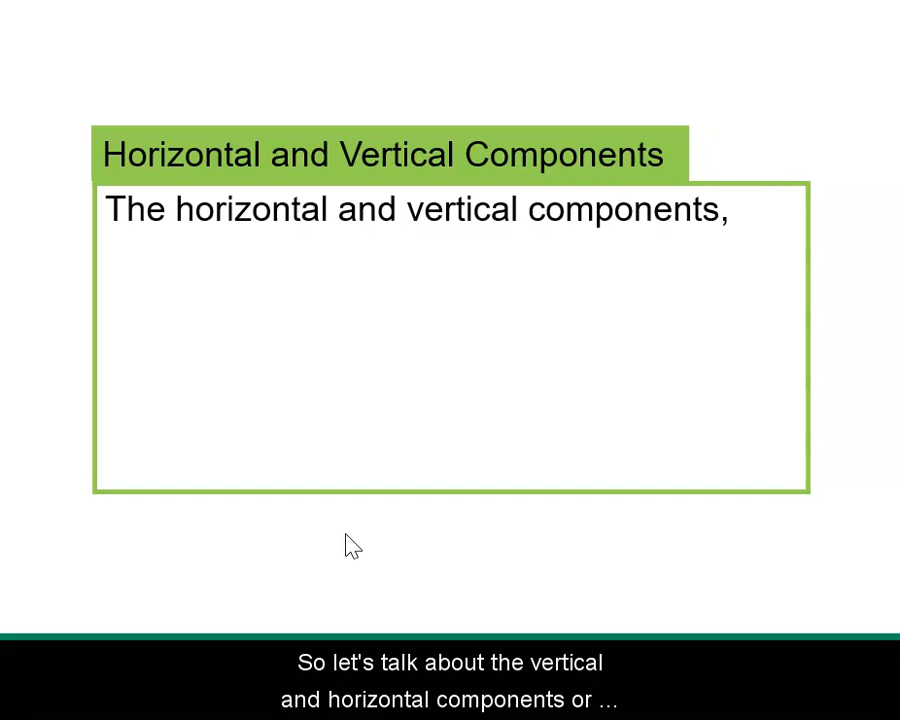 Horizontal and Vertical Components
The horizontal and vertical components,
So let's talk about the vertical
and horizontal components or ...